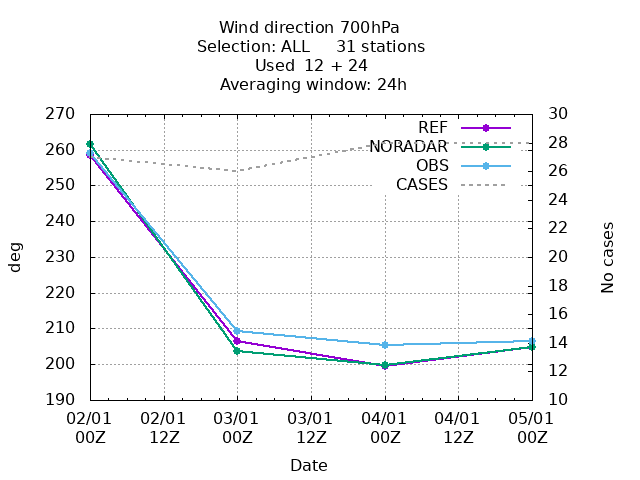 Wind direction 700hPa
Selection: ALL 31 stations
Used 12 + 24
Averaging window: 24h
270 30
REF
260 NORADAR 28
OBS
250 CASES 26
240 24
22
230 20
220 18
210 16
14
200 12
190 10
deg
No cases
02/01 02/01 03/01 03/01 04/01 04/01 05/01
00Z 12Z 00Z 12Z 00Z 12Z 00Z
Date